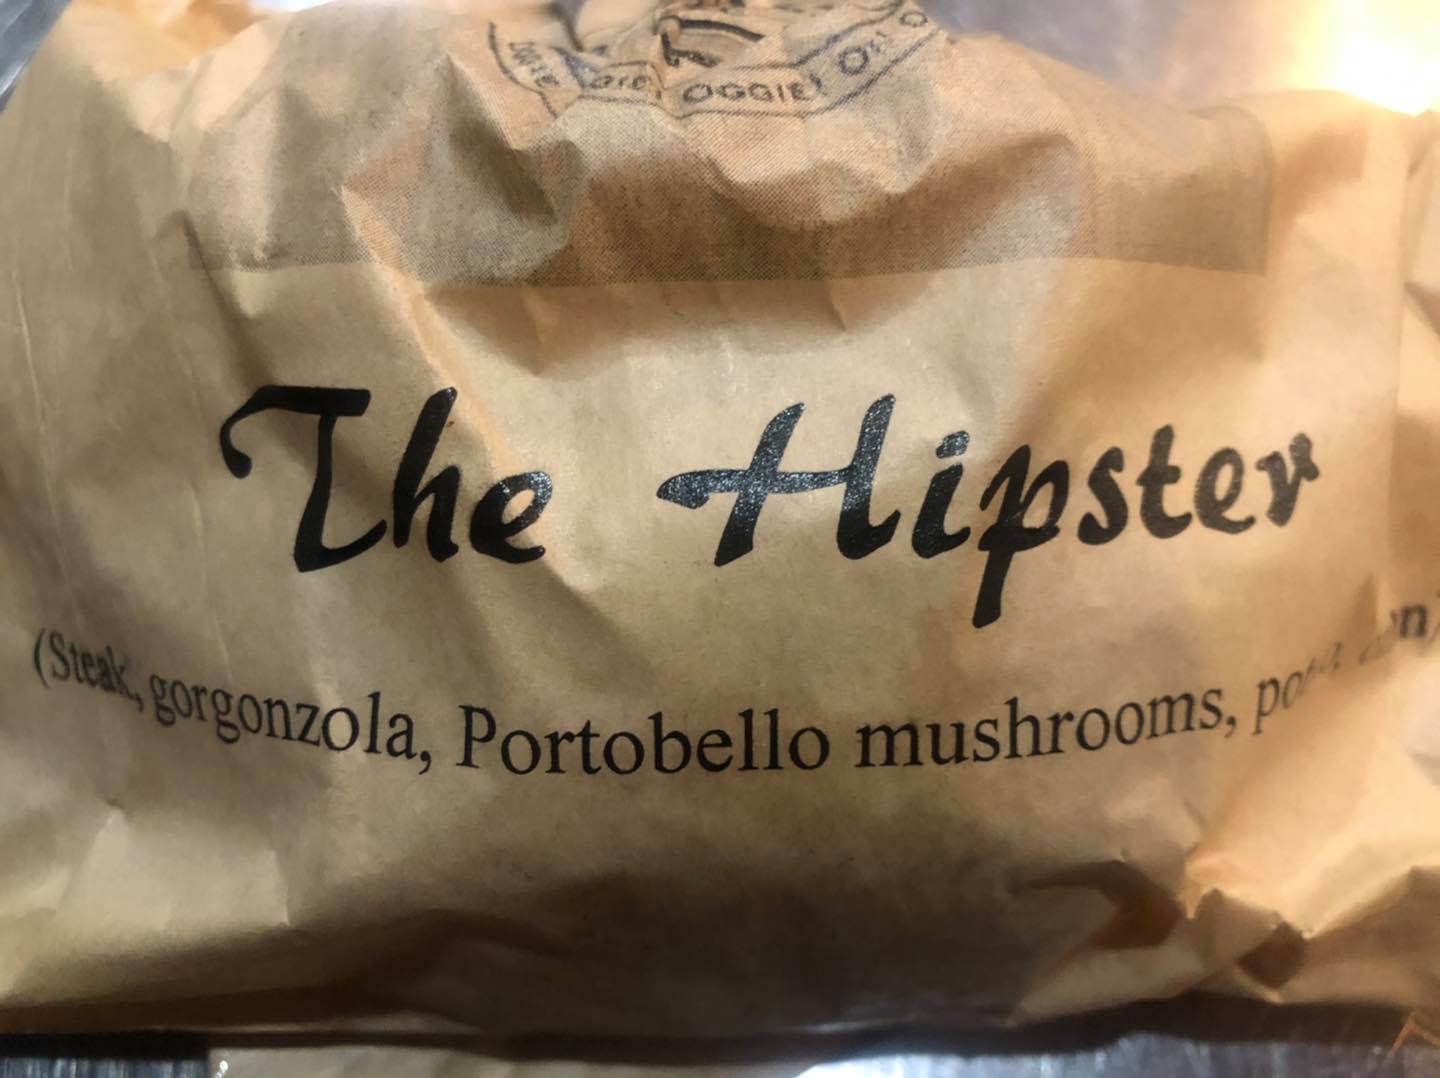 OGGIE!
The Hipster
(Steak, gorgonzola, Portobello mushrooms,